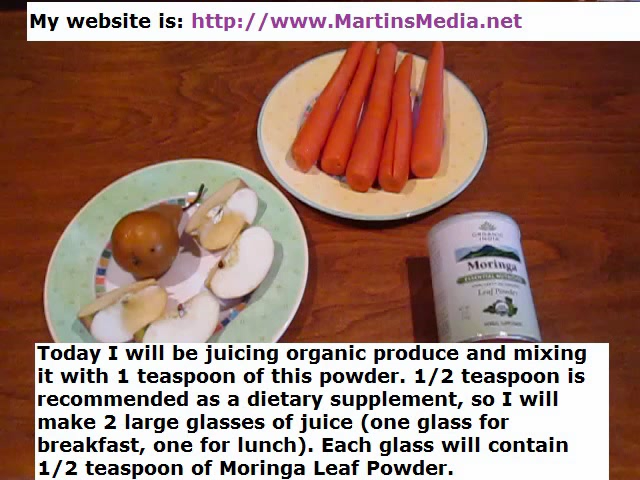 My website is: http://www.MartinsMedia.net
ORGANIC
INDIA
Moringa
Leaf Powder
Today I will be juicing organic produce and mixing
it with 1 teaspoon of this powder. 1/2 teaspoon is
recommended as a dietary supplement, so I will
make 2 large glasses of juice (one glass for
breakfast, one for lunch). Each glass will contain
1/2 teaspoon of Moringa Leaf Powder.